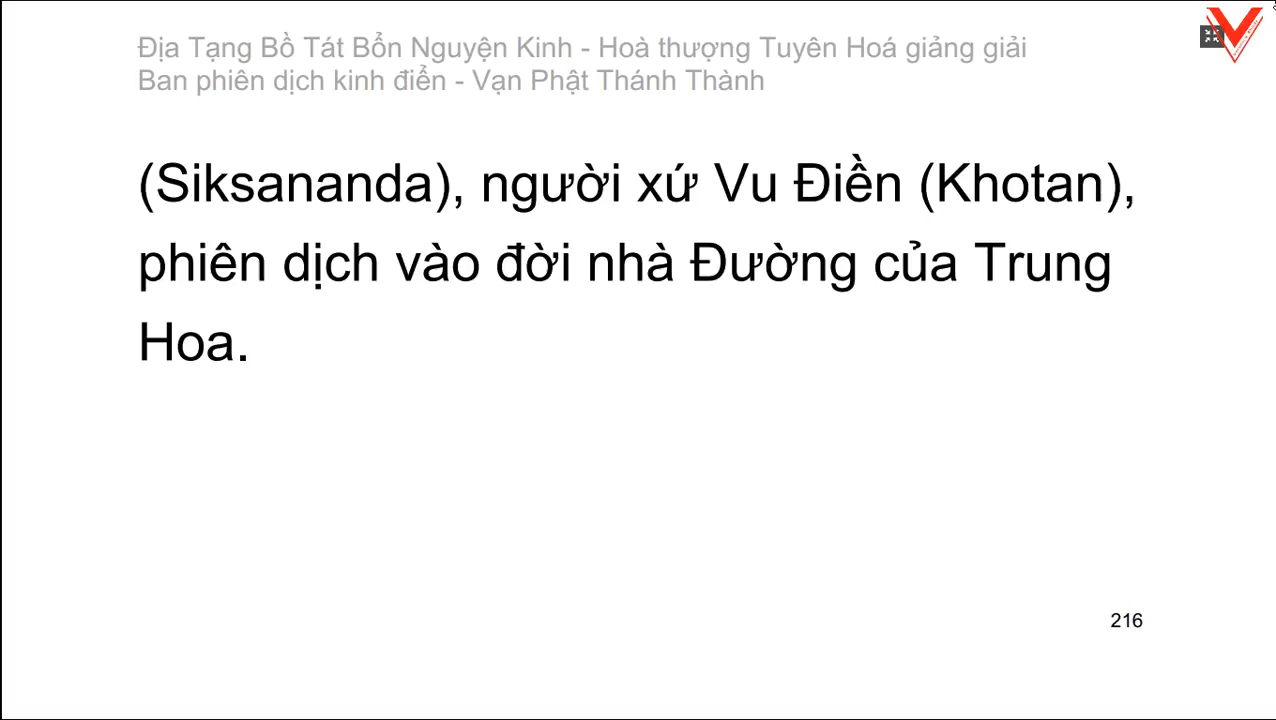 Địa Tạng Bồ Tát Bổn Nguyện Kinh - Hoà thượng Tuyên Hoá giảng giải
Ban phiên dịch kinh điển - Vạn Phật Thánh Thành
(Siksananda), người xứ Vu Điền (Khotan),
phiên dịch vào đời nhà Đường của Trung
Hoa.
216